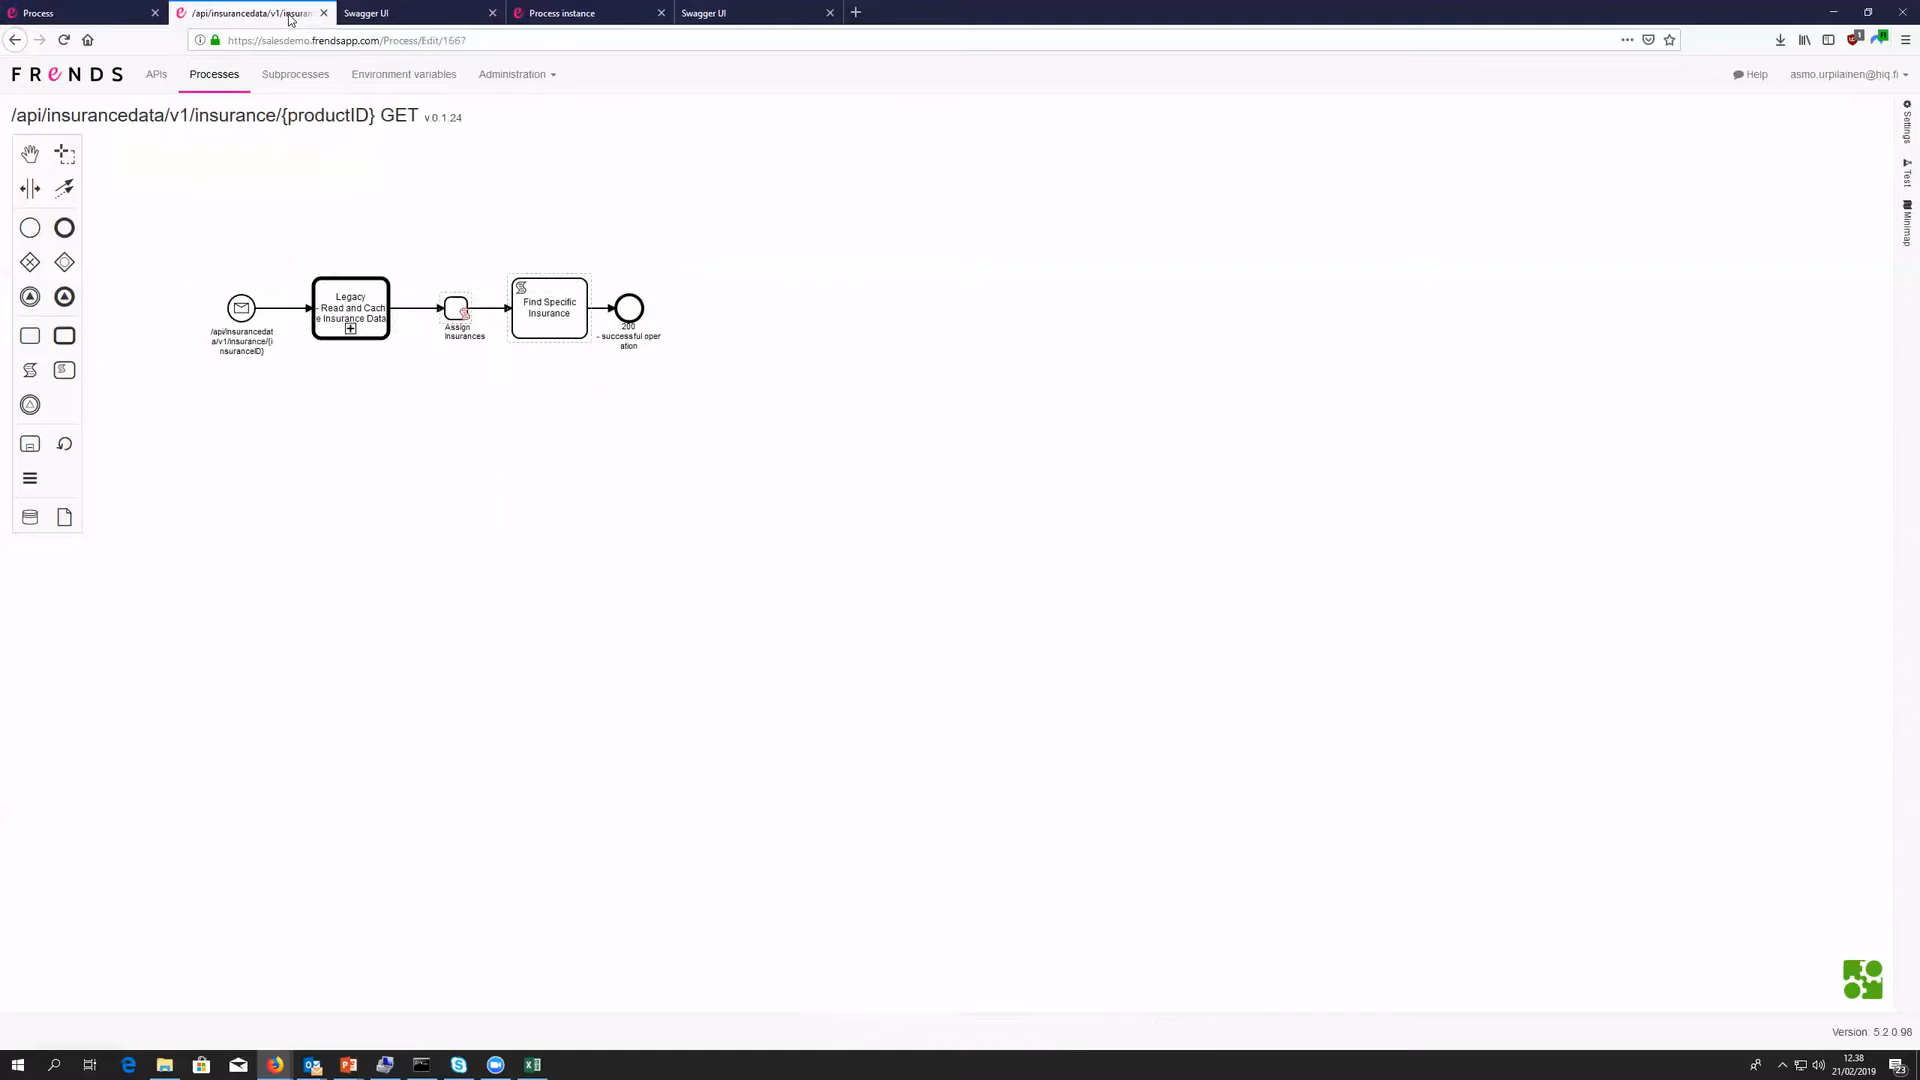 Process
/api/insurancedata/v1/insuran
Swagger UI
Process instance
Swagger UI
https://salesdemo.frendsapp.com/Process/Edit/1667
FReNDS
APIs
Processes
Subprocesses
Environment variables
Administration
Help
asmo.urpilainen@hiq.fi
/api/insurancedata/v1/insurance/{productID} GET v.0.1.24
Settings
Test
Minimap
/api/insurancedat
a/v1/insurance/{i
nsuranceID}
Legacy
- Read and Cach
e Insurance Data
Assign
Insurances
Find Specific
Insurance
200
- successful oper
ation
Version: 5.2.0.98
12.38
21/02/2019
23